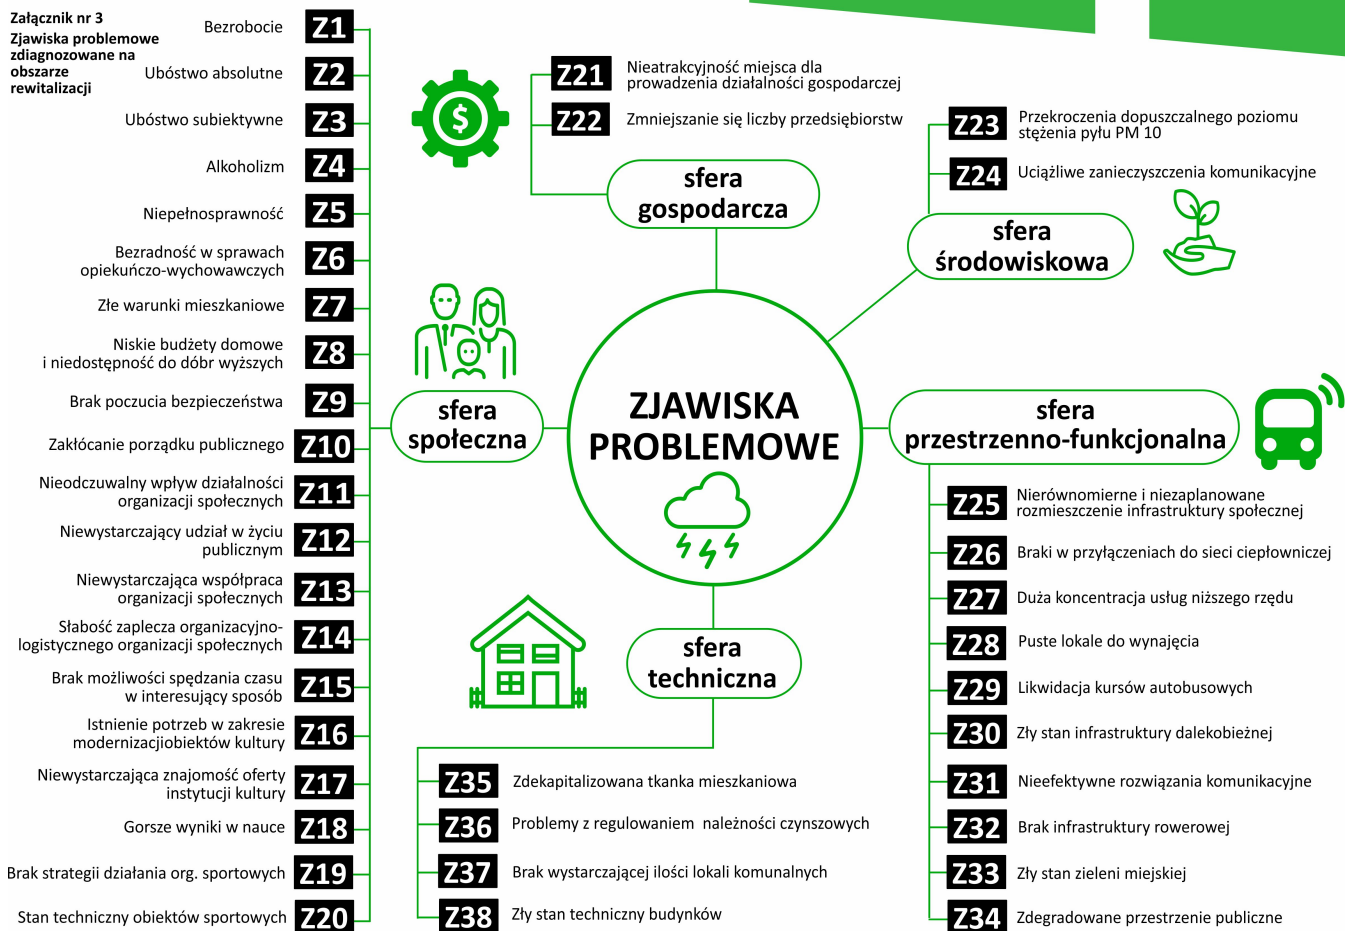 Załącznik nr 3
Zjawiska problemowe
zdiagnozowane na
obszarze
rewitalizacji
Bezrobocie Z1
Ubóstwo absolutne Z2
Ubóstwo subiektywne Z3
Alkoholizm Z4
Niepełnosprawność Z5
Bezradność w sprawach
opiekuńczo-wychowawczych Z6
Złe warunki mieszkaniowe Z7
Niskie budżety domowe
i niedostępność do dóbr wyższych Z8
Brak poczucia bezpieczeństwa Z9
Zakłócanie porządku publicznego Z10
Nieodczuwalny wpływ działalności
organizacji społecznych Z11
Niewystarczający udział w życiu
publicznym Z12
Niewystarczająca współpraca
organizacji społecznych Z13
Słabość zaplecza organizacyjno-
logistycznego organizacji społecznych Z14
Brak możliwości spędzania czasu
w interesujący sposób Z15
Istnienie potrzeb w zakresie
modernizacjiobiektów kultury Z16
Niewystarczająca znajomość oferty
instytucji kultury Z17
Gorsze wyniki w nauce Z18
Brak strategii działania org. sportowych Z19
Stan techniczny obiektów sportowych Z20
sfera
społeczna
$
Z21 Nieatrakcyjność miejsca dla
prowadzenia działalności gospodarczej
Z22 Zmniejszanie się liczby przedsiębiorstw
sfera
gospodarcza
Z23 Przekroczenia dopuszczalnego poziomu
stężenia pyłu PM 10
Z24 Uciążliwe zanieczyszczenia komunikacyjne
sfera
środowiskowa
ZJAWISKA
PROBLEMOWE
sfera
przestrzenno-funkcjonalna
Z25 Nierównomierne i niezaplanowane
rozmieszczenie infrastruktury społecznej
Z26 Braki w przyłączeniach do sieci ciepłowniczej
Z27 Duża koncentracja usług niższego rzędu
Z28 Puste lokale do wynajęcia
Z29 Likwidacja kursów autobusowych
Z30 Zły stan infrastruktury dalekobieżnej
Z31 Nieefektywne rozwiązania komunikacyjne
Z32 Brak infrastruktury rowerowej
Z33 Zły stan zieleni miejskiej
Z34 Zdegradowane przestrzenie publiczne
sfera
techniczna
Z35 Zdekapitalizowana tkanka mieszkaniowa
Z36 Problemy z regulowaniem należności czynszowych
Z37 Brak wystarczającej ilości lokali komunalnych
Z38 Zły stan techniczny budynków